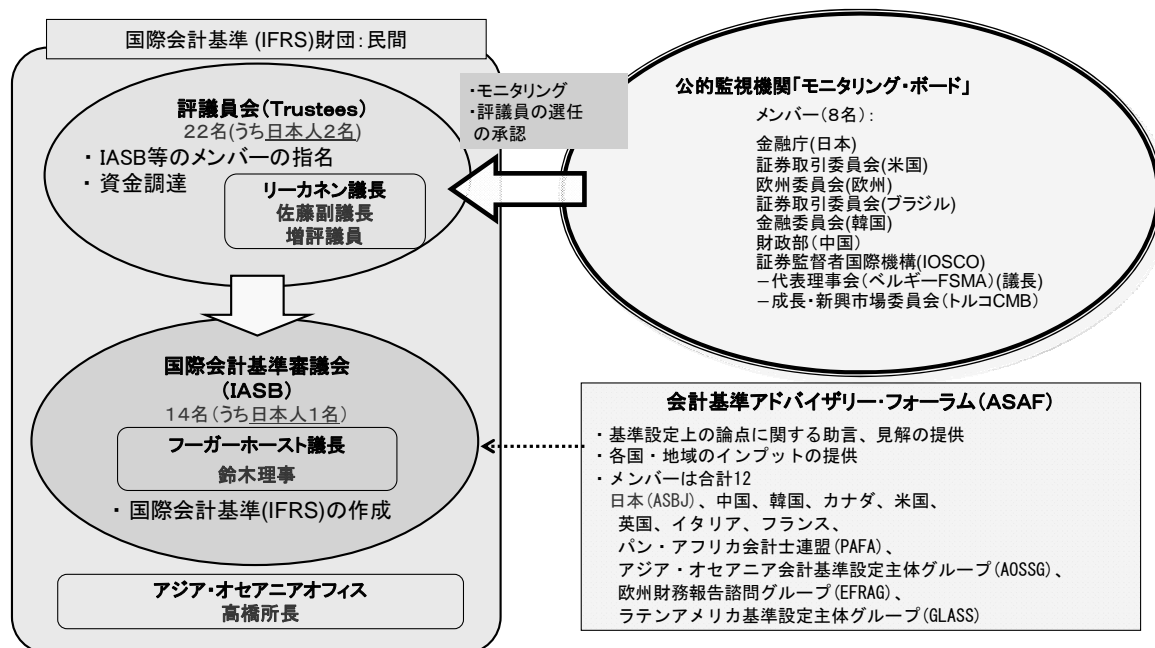 国際会計基準 (IFRS)財団:民間
評議員会(Trustees)
22名(うち日本人2名)
・IASB等のメンバーの指名
・資金調達
リーカネン議長
佐藤副議長
増評議員
・モニタリング
・評議員の選任
の承認
公的監視機関「モニタリング・ボード」
メンバー(8名):
金融庁(日本)
証券取引委員会(米国)
欧州委員会(欧州)
証券取引委員会(ブラジル)
金融委員会(韓国)
財政部(中国)
証券監督者国際機構(IOSCO)
－代表理事会(ベルギーFSMA)(議長)
－成長・新興市場委員会(トルコCMB)
国際会計基準審議会
(IASB)
14名(うち日本人1名)
フーガーホースト議長
鈴木理事
・国際会計基準(IFRS)の作成
アジア・オセアニアオフィス
高橋所長
会計基準アドバイザリー・フォーラム(ASAF)
・基準設定上の論点に関する助言、見解の提供
・各国・地域のインプットの提供
・メンバーは合計12
日本(ASBJ)、中国、韓国、カナダ、米国、
英国、イタリア、フランス、
パン・アフリカ会計士連盟(PAFA)、
アジア・オセアニア会計基準設定主体グループ(AOSSG)、
欧州財務報告諮問グループ(EFRAG)、
ラテンアメリカ基準設定主体グループ(GLASS)